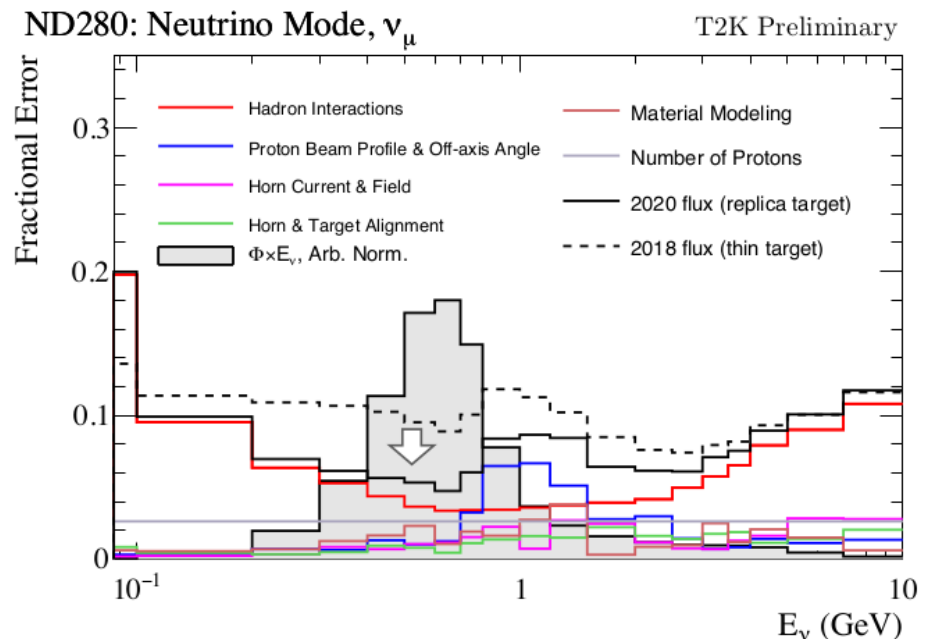 ND280: Neutrino Mode, νμ
T2K Preliminary
Fractional Error
Hadron Interactions
Proton Beam Profile & Off-axis Angle
Horn Current & Field
Horn & Target Alignment
Φ×Eν, Arb. Norm.
Material Modeling
Number of Protons
2020 flux (replica target)
2018 flux (thin target)
0.3
0.2
0.1
0
10⁻¹
1
10
Eν (GeV)